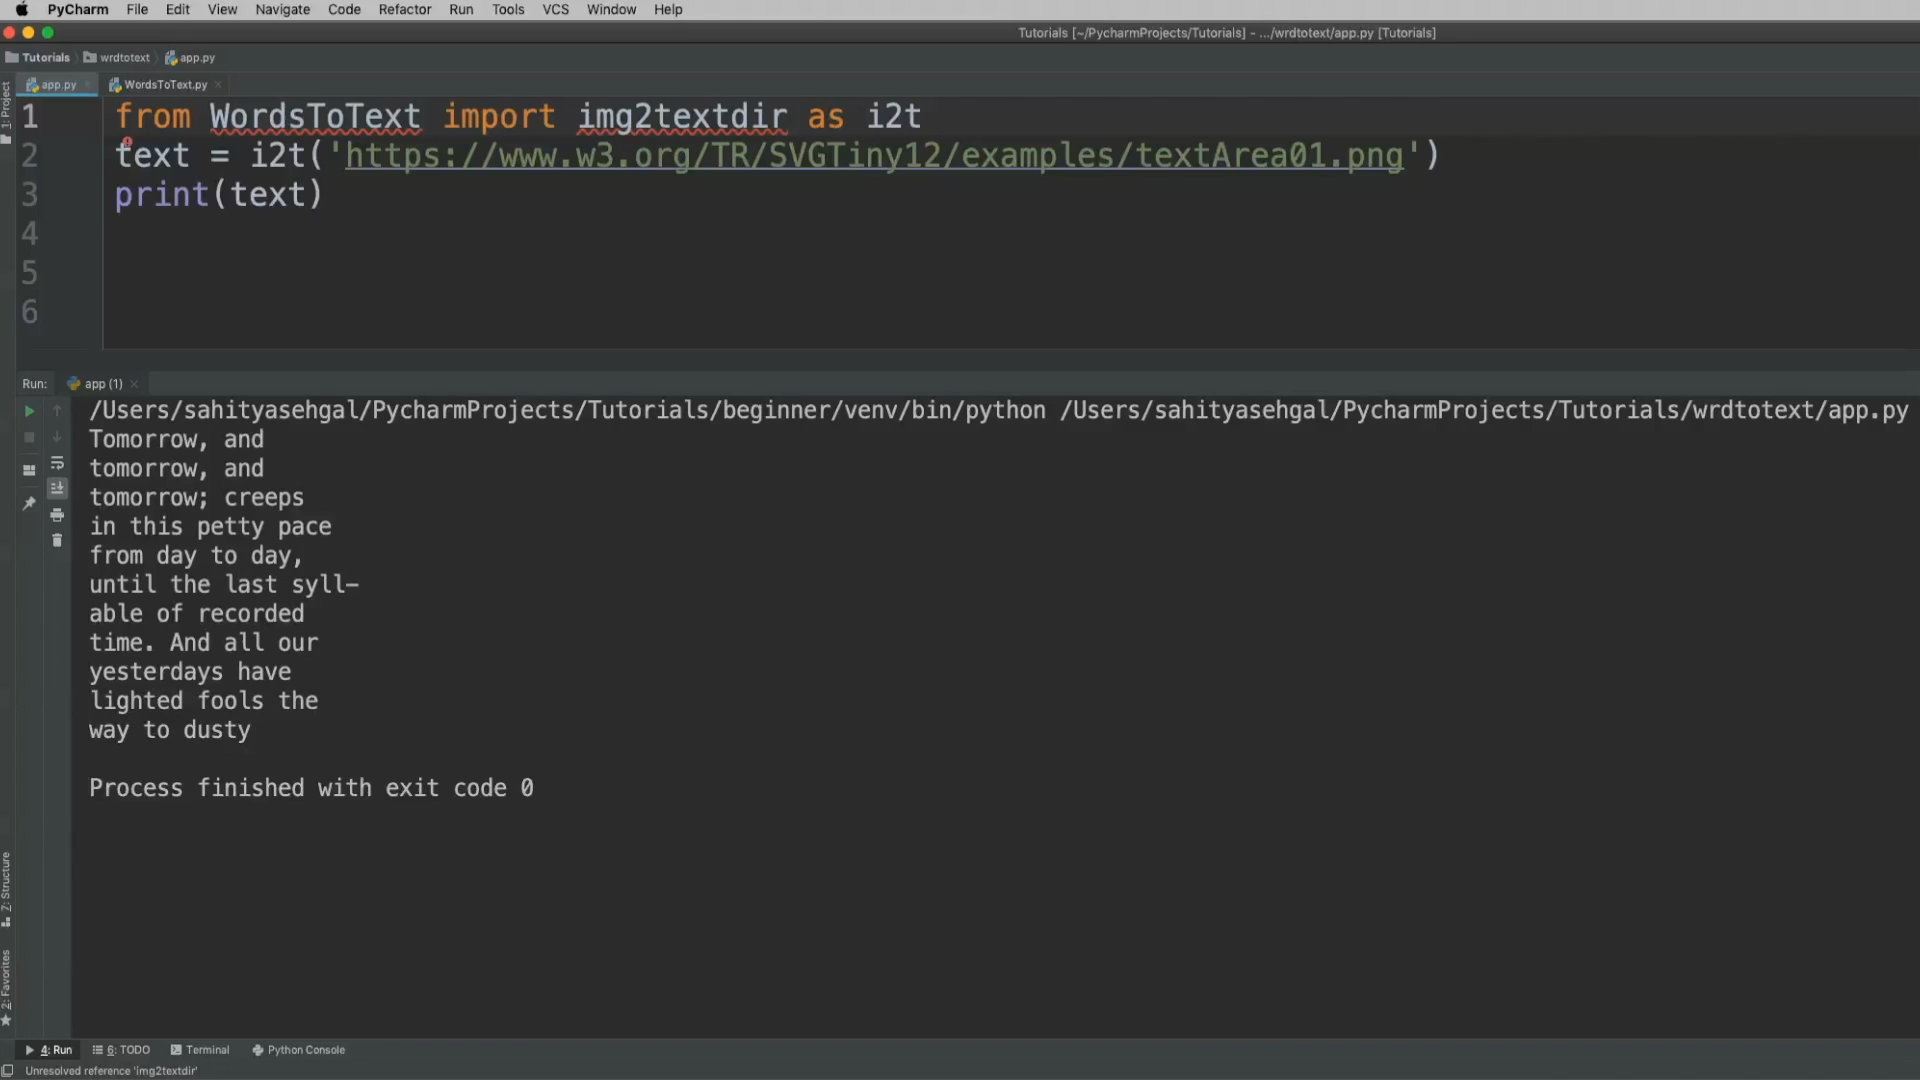 PyCharm File Edit View Navigate Code Refactor Run Tools VCS Window Help
Tutorials [~/PycharmProjects/Tutorials] - .../wrdtotext/app.py [Tutorials]
Tutorials wrdtotext app.py
app.py WordsToText.py
1: Project
1 from WordsToText import img2textdir as i2t
2 text = i2t('https://www.w3.org/TR/SVGTiny12/examples/textArea01.png')
3 print(text)
4
5
6
Run: app (1)
/Users/sahityasehgal/PycharmProjects/Tutorials/beginner/venv/bin/python /Users/sahityasehgal/PycharmProjects/Tutorials/wrdtotext/app.py
Tomorrow, and
tomorrow, and
tomorrow; creeps
in this petty pace
from day to day,
until the last syll-
able of recorded
time. And all our
yesterdays have
lighted fools the
way to dusty
Process finished with exit code 0
7: Structure
2: Favorites
4: Run 6: TODO Terminal Python Console
Unresolved reference 'img2textdir'